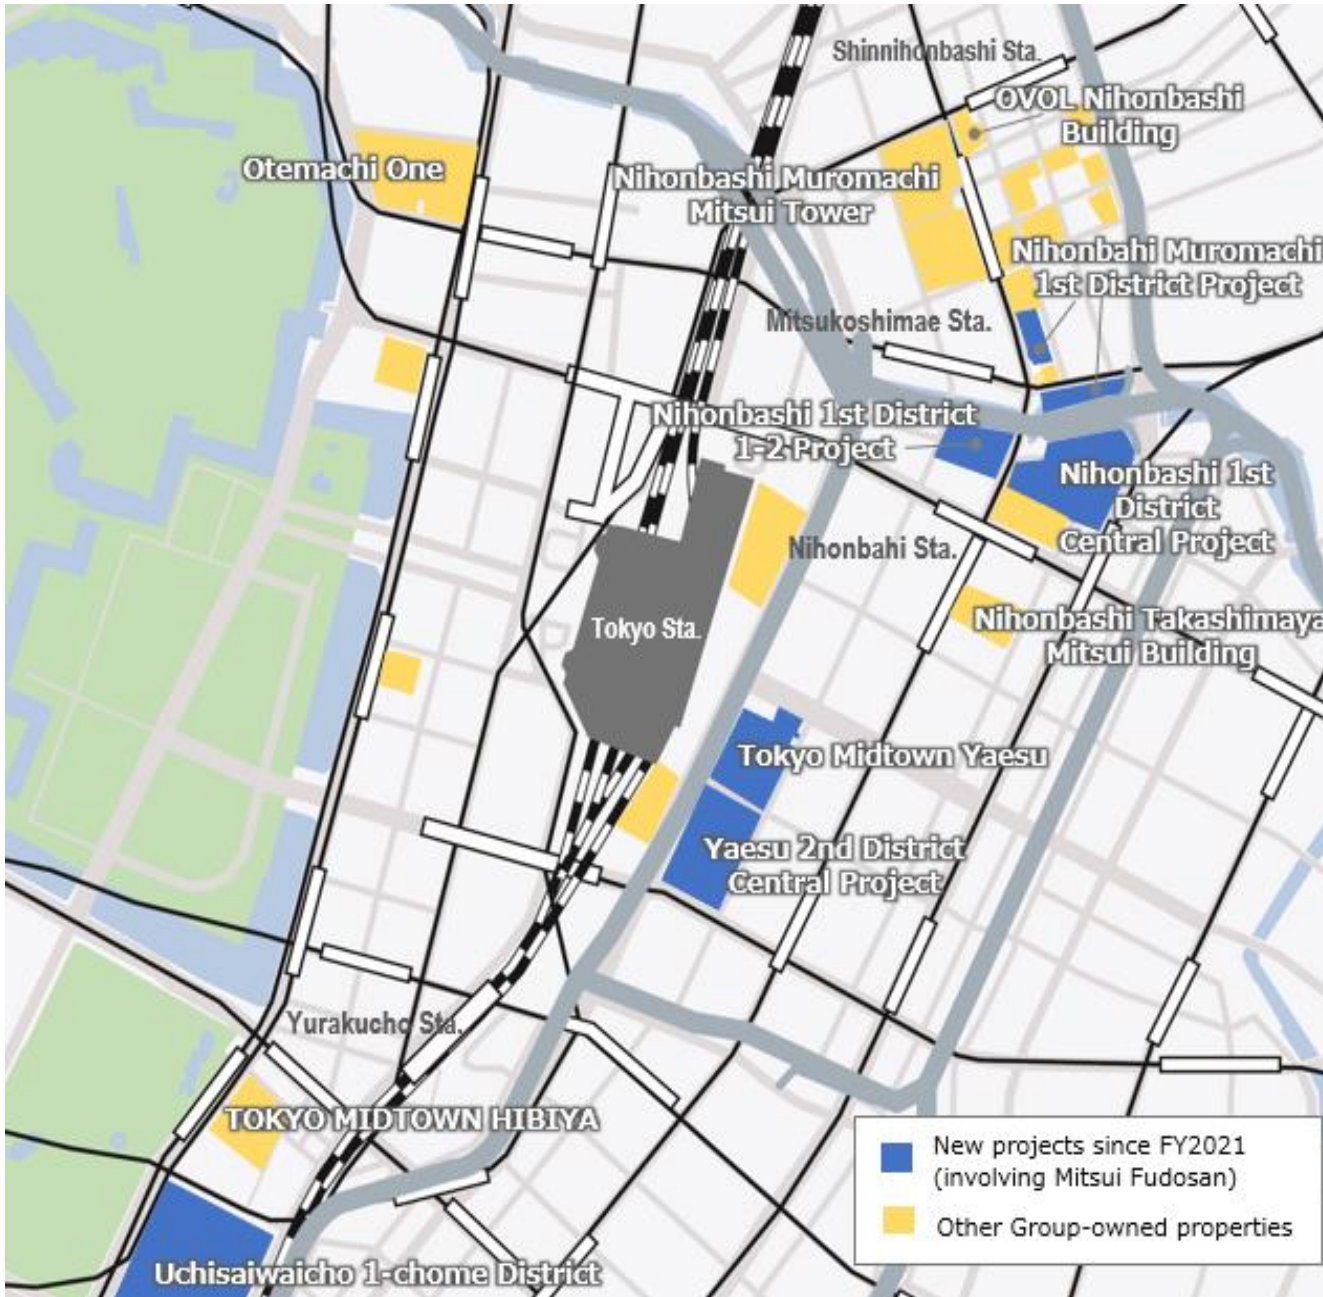 Shinnihonbashi Sta.
OVOL Nihonbashi
Building
Otemachi One
Nihonbashi Muromachi
Mitsui Tower
Nihonbahi Muromachi
1st District Project
Mitsukoshimae Sta.
Nihonbashi 1st District
1-2 Project
Nihonbashi 1st
District
Central Project
Nihonbahi Sta.
Tokyo Sta.
Nihonbashi Takashimaya
Mitsui Building
Tokyo Midtown Yaesu
Yaesu 2nd District
Central Project
Yurakucho Sta.
TOKYO MIDTOWN HIBIYA
New projects since FY2021
(involving Mitsui Fudosan)
Other Group-owned properties
Uchisaiwaicho 1-chome District